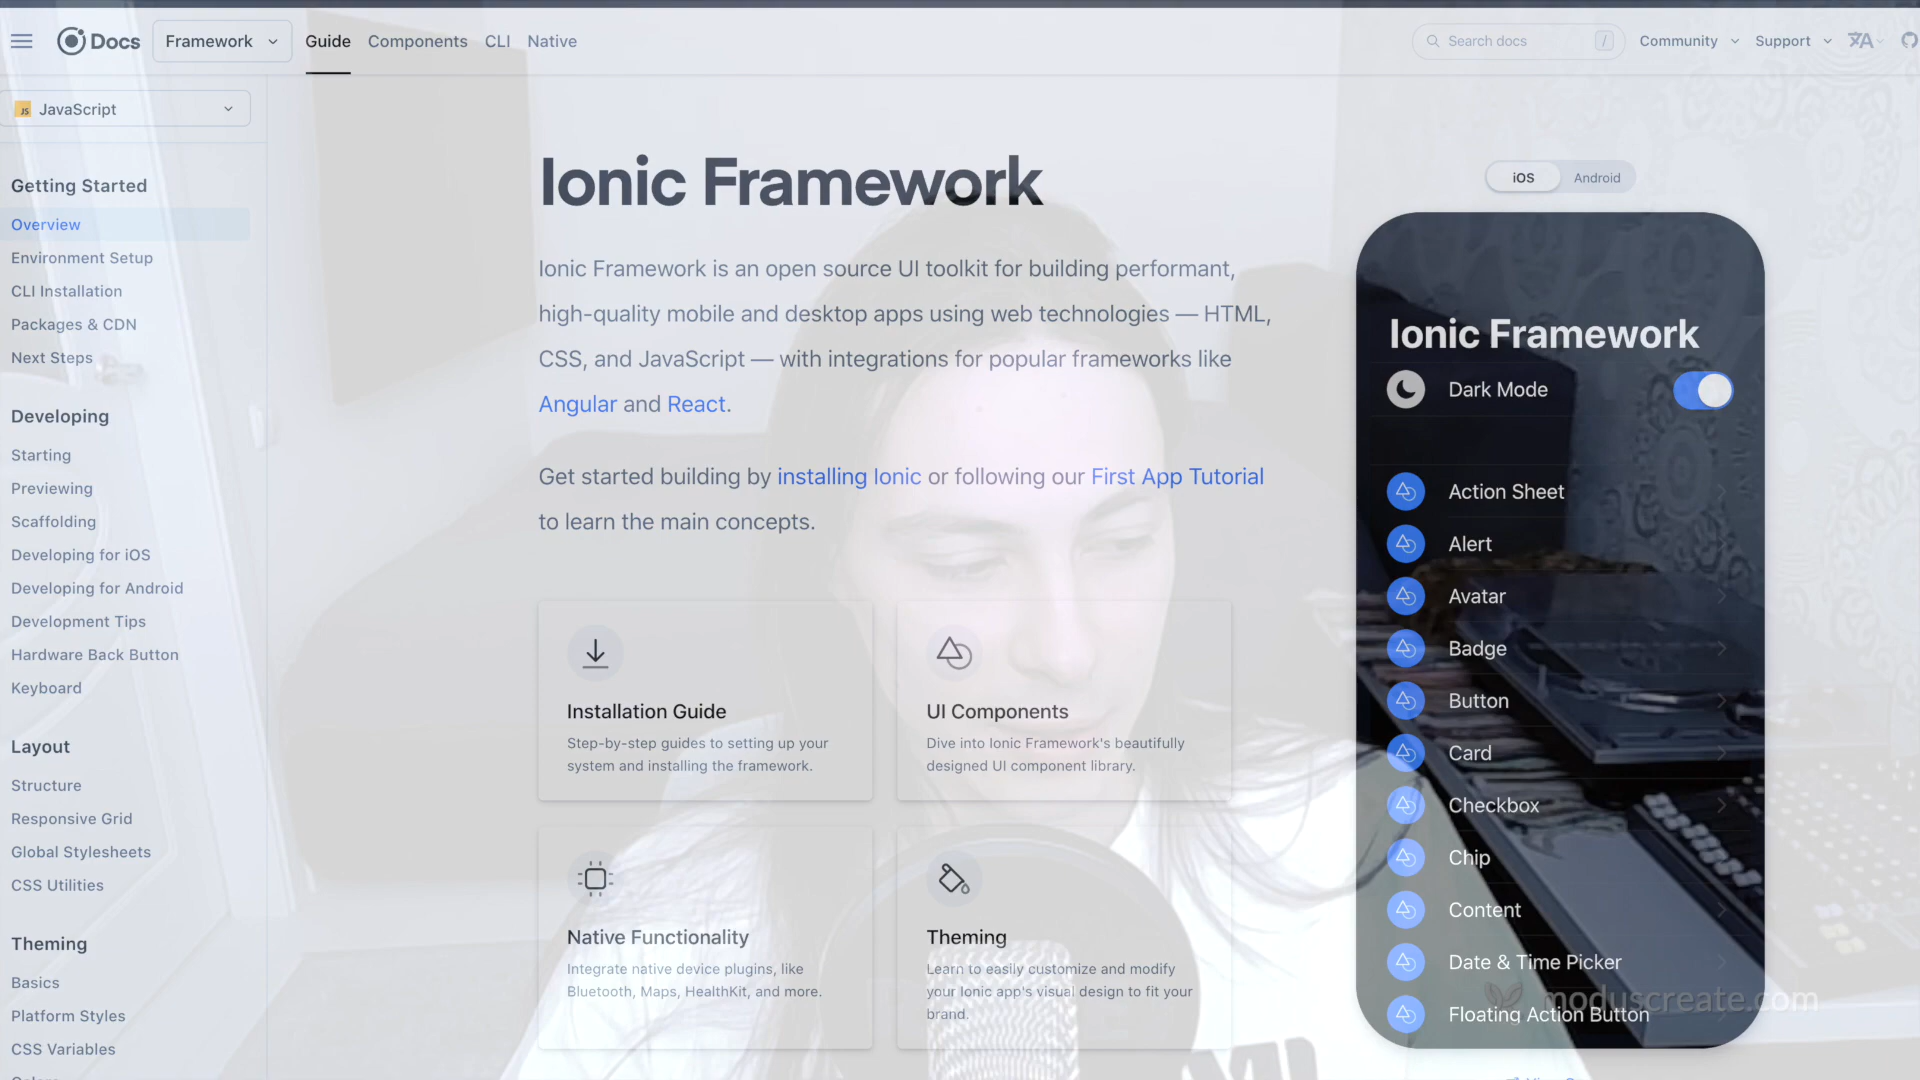 Docs
Framework
Guide
Components
CLI
Native
Search docs
/
Community
Support
JS JavaScript
Getting Started
Overview
Environment Setup
CLI Installation
Packages & CDN
Next Steps
Developing
Starting
Previewing
Scaffolding
Developing for iOS
Developing for Android
Development Tips
Hardware Back Button
Keyboard
Layout
Structure
Responsive Grid
Global Stylesheets
CSS Utilities
Theming
Basics
Platform Styles
CSS Variables
Ionic Framework
Ionic Framework is an open source UI toolkit for building performant,
high-quality mobile and desktop apps using web technologies — HTML,
CSS, and JavaScript — with integrations for popular frameworks like
Angular and React.
Get started building by installing Ionic or following our First App Tutorial
to learn the main concepts.
Installation Guide
Step-by-step guides to setting up your
system and installing the framework.
UI Components
Dive into Ionic Framework's beautifully
designed UI component library.
Native Functionality
Integrate native device plugins, like
Bluetooth, Maps, HealthKit, and more.
Theming
Learn to easily customize and modify
your Ionic app's visual design to fit your
brand.
iOS
Android
Ionic Framework
Dark Mode
Action Sheet
Alert
Avatar
Badge
Button
Card
Checkbox
Chip
Content
Date & Time Picker
Floating Action Button
moduscreate.com